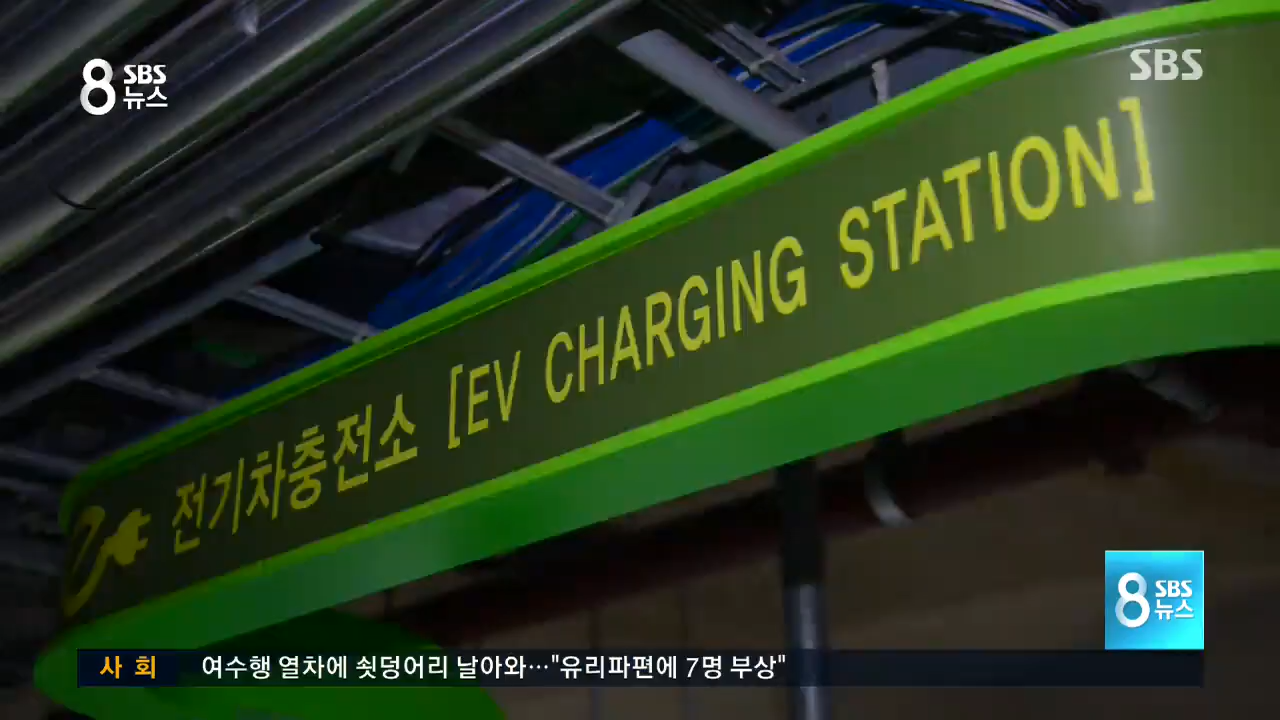 8 SBS 뉴스
SBS
전기차충전소 [EV CHARGING STATION]
8 SBS 뉴스
사 회 여수행 열차에 쇳덩어리 날아와…"유리파편에 7명 부상"